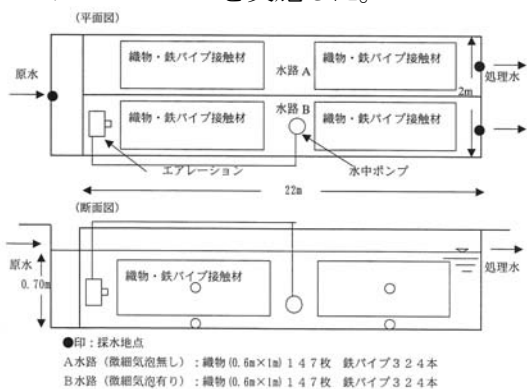 (平面図)
織物・鉄パイプ接触材
水路A
織物・鉄パイプ接触材
原水
処理水
2m
織物・鉄パイプ接触材
水路B
織物・鉄パイプ接触材
エアレーション
水中ポンプ
22m
(断面図)
原水
0.70m
織物・鉄パイプ接触材
処理水
●印:採水地点
A水路(微細気泡無し):織物(0.6m×1m)147枚 鉄パイプ324本
B水路(微細気泡有り):織物(0.6m×1m)147枚 鉄パイプ324本